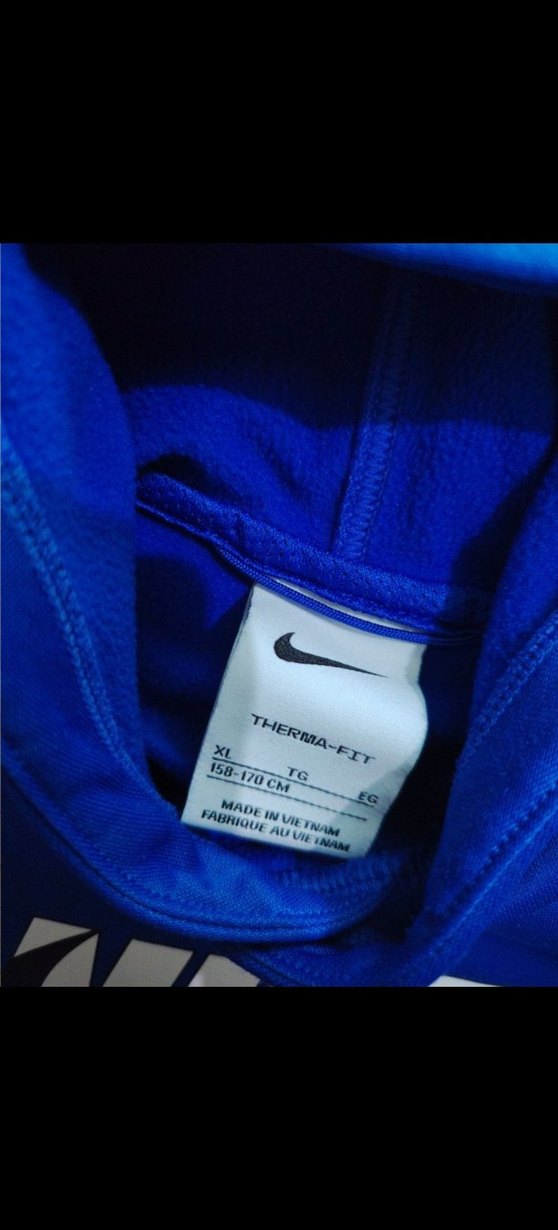 THERMA-FIT
XL TG EG
158-170 CM
MADE IN VIETNAM
FABRIQUE AU VIETNAM